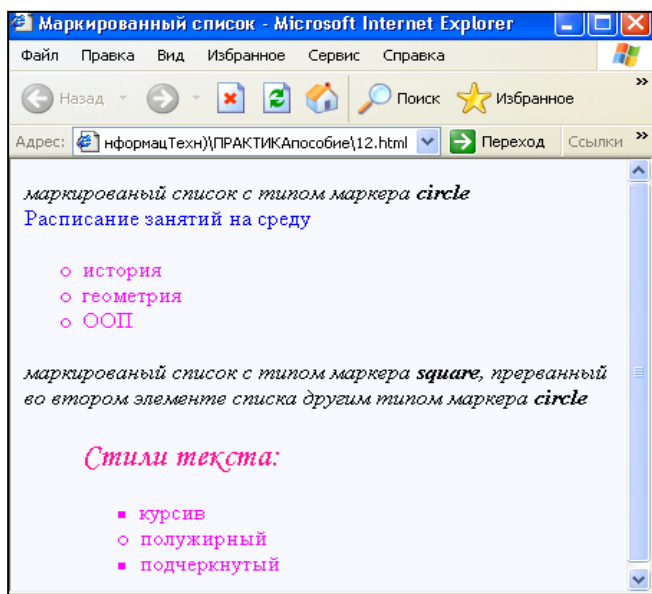 Маркированный список - Microsoft Internet Explorer
Файл Правка Вид Избранное Сервис Справка
Назад Поиск Избранное »
Адрес: нформацТехн)\ПРАКТИКАпособие\12.html Переход Ссылки »
маркированый список с типом маркера circle
Расписание занятий на среду
история
геометрия
ООП
маркированый список с типом маркера square, прерванный
во втором элементе списка другим типом маркера circle
Стили текста:
курсив
полужирный
подчеркнутый